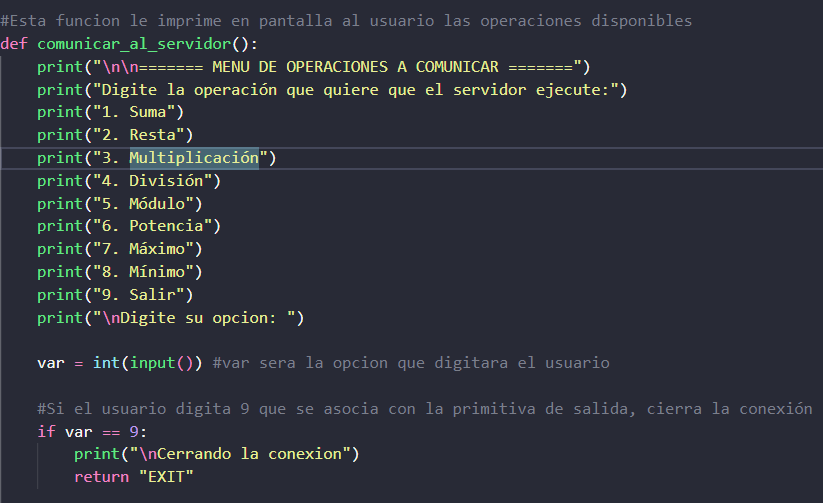 #Esta funcion le imprime en pantalla al usuario las operaciones disponibles
def comunicar_al_servidor():
    print("\n\n======= MENU DE OPERACIONES A COMUNICAR =======")
    print("Digite la operación que quiere que el servidor ejecute:")
    print("1. Suma")
    print("2. Resta")
    print("3. Multiplicación")
    print("4. División")
    print("5. Módulo")
    print("6. Potencia")
    print("7. Máximo")
    print("8. Mínimo")
    print("9. Salir")
    print("\nDigite su opcion: ")
    var = int(input()) #var sera la opcion que digitara el usuario
    #Si el usuario digita 9 que se asocia con la primitiva de salida, cierra la conexión
    if var == 9:
        print("\nCerrando la conexion")
        return "EXIT"